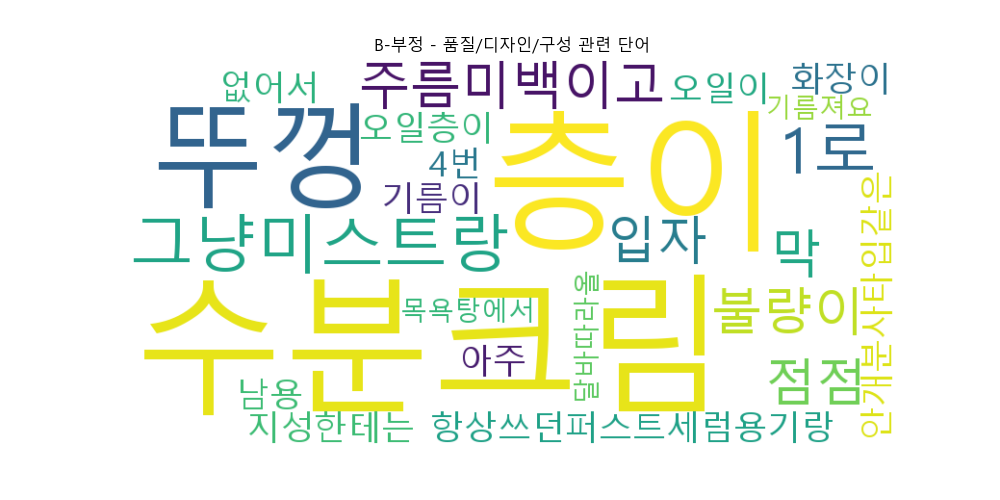 B-부정 - 품질/디자인/구성 관련 단어
없어서
주름미백이고
오일이
화장이
기름져요
뚜껑
오일층이
층이
1로
4번
기름이
안개분사타입같은
그냥미스트랑
입자
막
수분크림
목욕탕에서
달바따라올
불량이
아주
점점
남용
지성한테는
항상쓰던퍼스트세럼용기랑